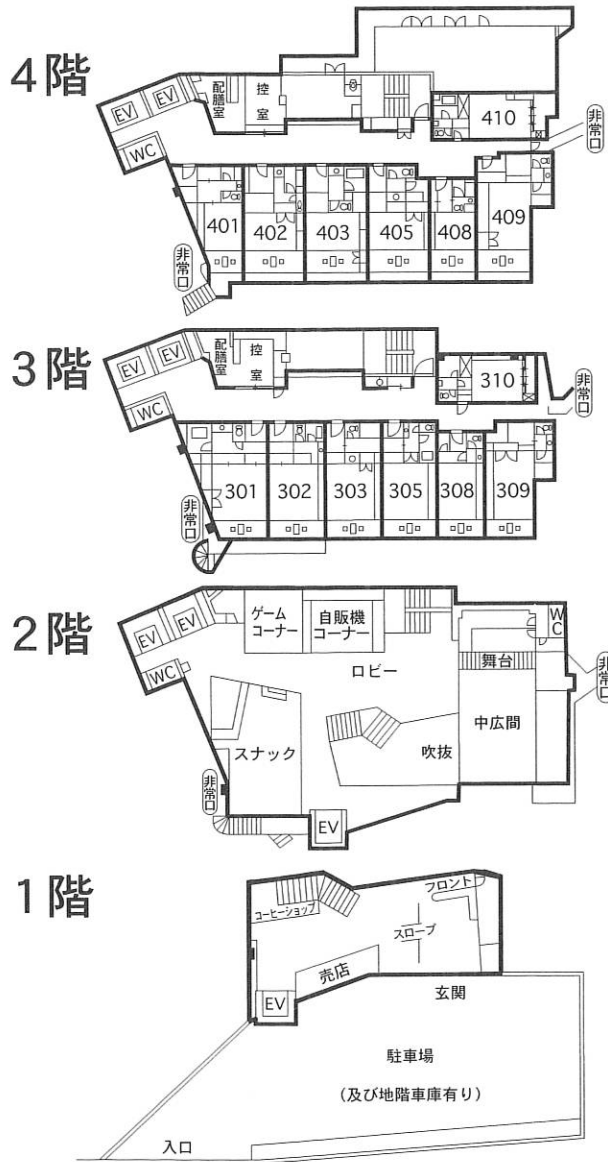 4階
EV
EV
WC
配膳室
控室
410
非常口
401
402
403
405
408
409
非常口
3階
EV
EV
WC
配膳室
控室
310
非常口
301
302
303
305
308
309
非常口
2階
EV
EV
WC
ゲーム
コーナー
自販機
コーナー
WC
ロビー
舞台
非常口
スナック
吹抜
中広間
非常口
EV
1階
コーヒーショップ
フロント
スロープ
売店
EV
玄関
駐車場
(及び地階車庫有り)
入口